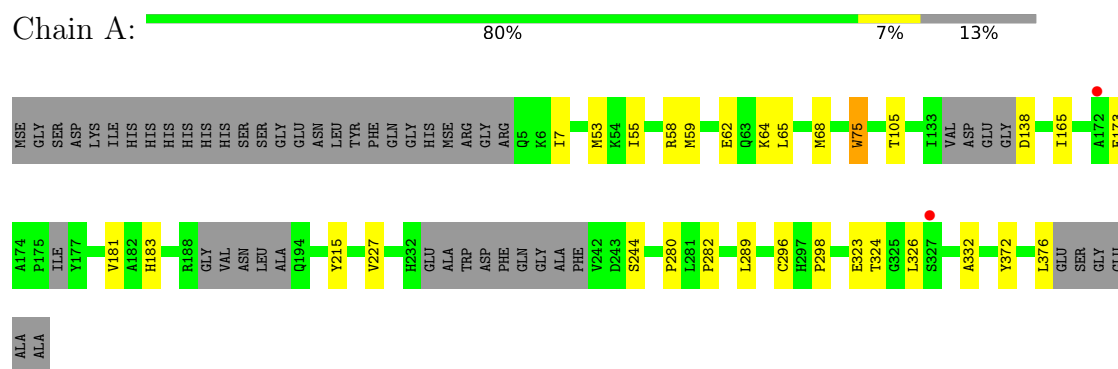 Chain A:
80% 7% 13%
MSE GLY SER ASP LYS ILE HIS HIS HIS HIS HIS HIS SER SER GLY GLU ASN LEU TYR PHE GLN GLY HIS MSE ARG GLY ARG Q5 K6 I7 M53 K54 I55 R58 M59 E62 Q63 K64 L65 M68 W75 T105 I133 VAL ASP GLU GLY D138 I165 A172 E173
A174 P175 ILE Y177 V181 A182 H183 R188 GLY VAL ASN LEU ALA Q194 Y215 V227 H232 GLU ALA TRP ASP PHE GLN GLY ALA PHE V242 D243 S244 P280 L281 P282 L289 C296 H297 P298 E323 T324 G325 L326 S327 A332 Y372 L376 GLU SER GLY GLU
ALA ALA